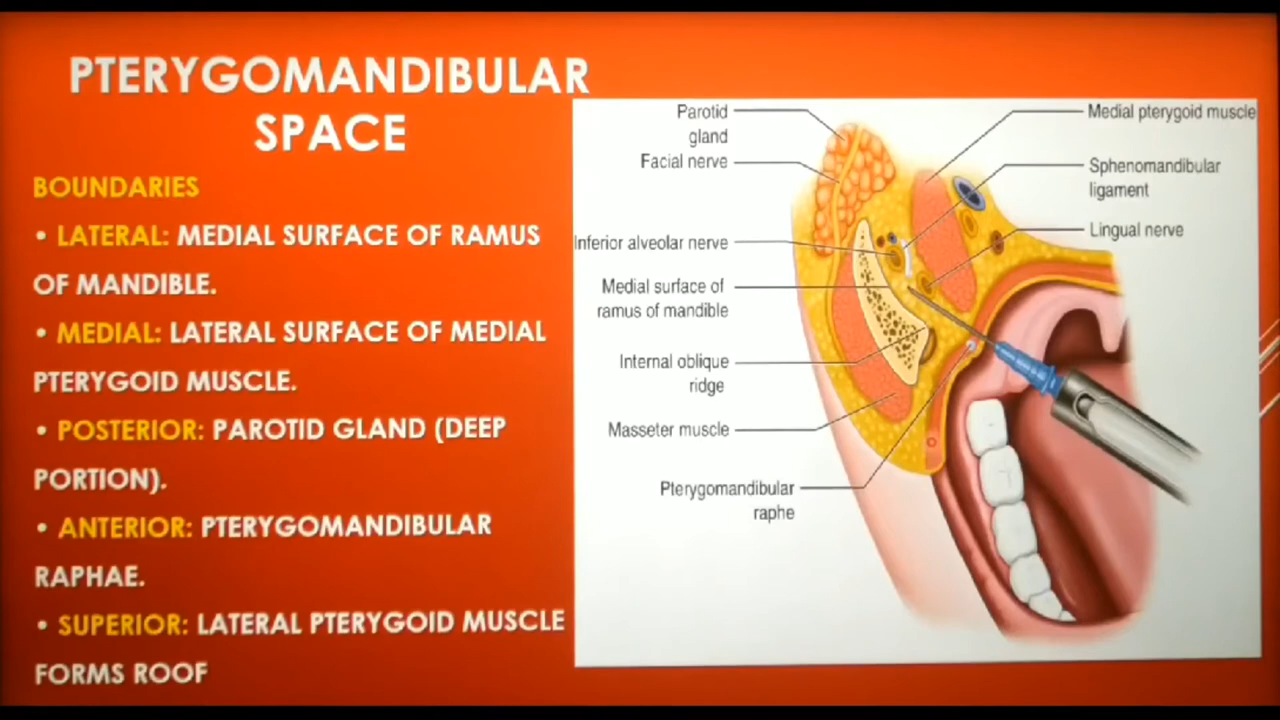 PTERYGOMANDIBULAR
SPACE
BOUNDARIES
• LATERAL: MEDIAL SURFACE OF RAMUS
OF MANDIBLE.
• MEDIAL: LATERAL SURFACE OF MEDIAL
PTERYGOID MUSCLE.
• POSTERIOR: PAROTID GLAND (DEEP
PORTION).
• ANTERIOR: PTERYGOMANDIBULAR
RAPHAE.
• SUPERIOR: LATERAL PTERYGOID MUSCLE
FORMS ROOF
Parotid
gland
Facial nerve
Inferior alveolar nerve
Medial surface of
ramus of mandible
Internal oblique
ridge
Masseter muscle
Pterygomandibular
raphe
Medial pterygoid muscle
Sphenomandibular
ligament
Lingual nerve